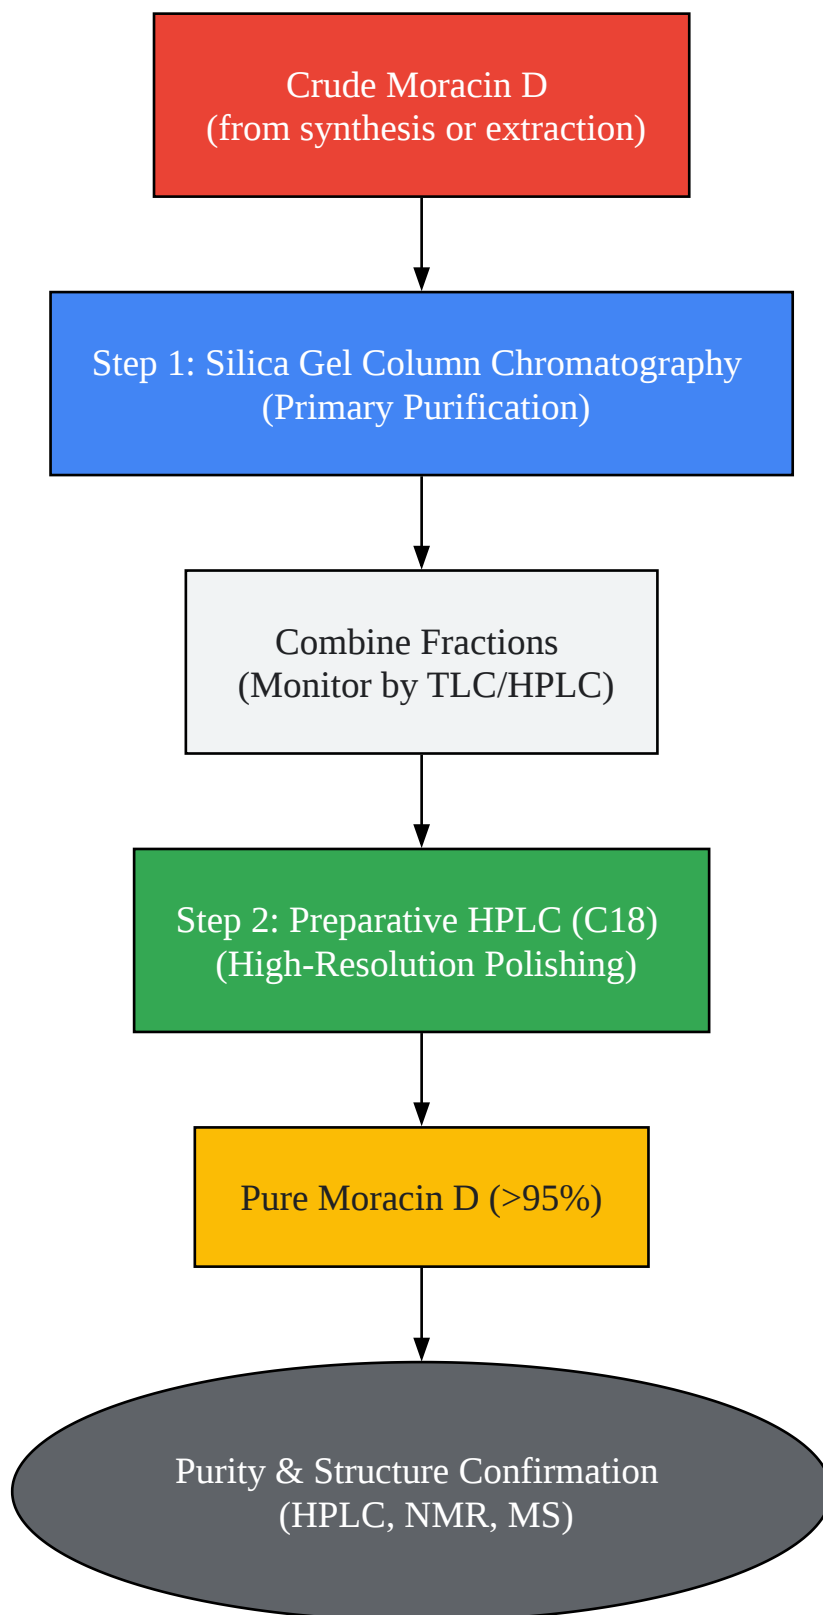 Crude Moracin D
(from synthesis or extraction)
Step 1: Silica Gel Column Chromatography
(Primary Purification)
Combine Fractions
(Monitor by TLC/HPLC)
Step 2: Preparative HPLC (C18)
(High-Resolution Polishing)
Pure Moracin D (>95%)
Purity & Structure Confirmation
(HPLC, NMR, MS)